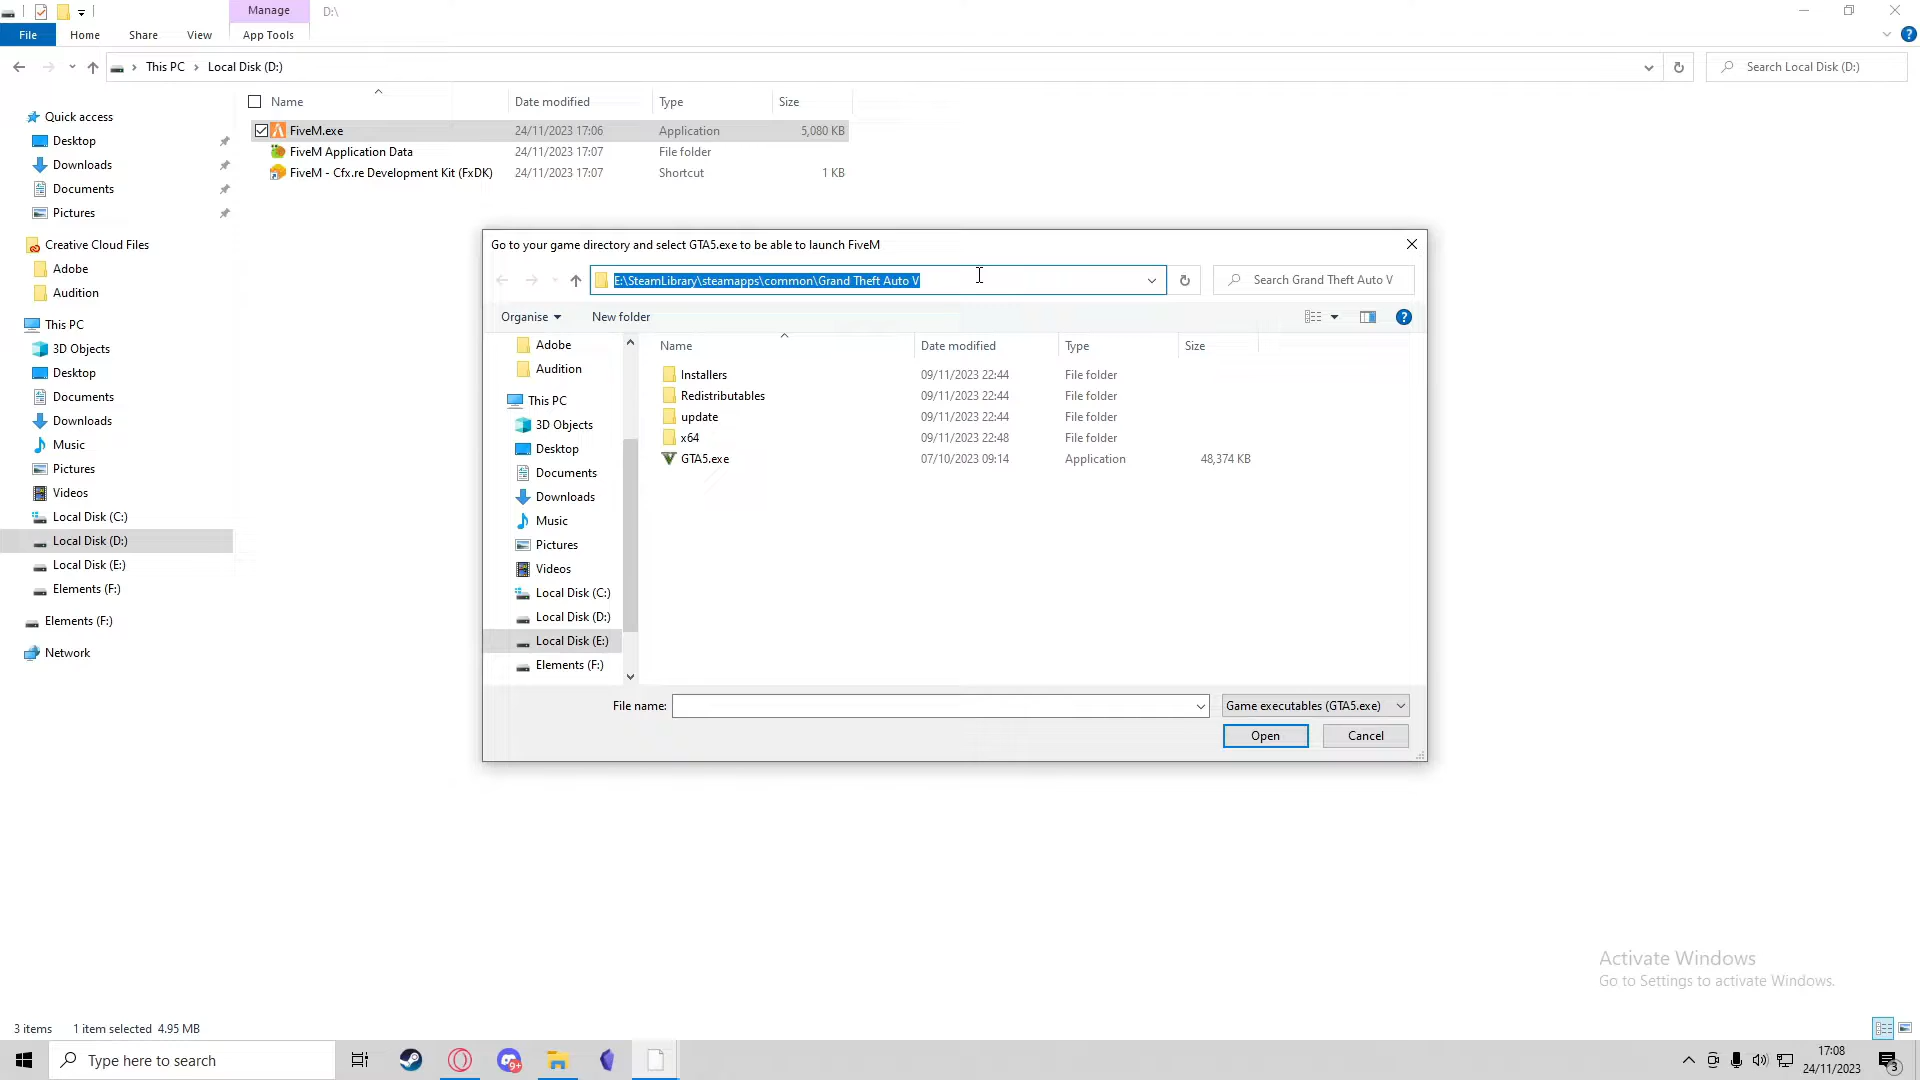 Manage
D:\
File
Home
Share
View
App Tools
This PC
Local Disk (D:)
Search Local Disk (D:)
Name
Date modified
Type
Size
FiveM.exe
24/11/2023 17:06
Application
5,080 KB
FiveM Application Data
24/11/2023 17:07
File folder
FiveM - Cfx.re Development Kit (FxDK)
24/11/2023 17:07
Shortcut
1 KB
Quick access
Desktop
Downloads
Documents
Pictures
Creative Cloud Files
Adobe
Audition
This PC
3D Objects
Desktop
Documents
Downloads
Music
Pictures
Videos
Local Disk (C:)
Local Disk (D:)
Local Disk (E:)
Elements (F:)
Elements (F:)
Network
Go to your game directory and select GTA5.exe to be able to launch FiveM
E:\SteamLibrary\steamapps\common\Grand Theft Auto V
Search Grand Theft Auto V
Organise
New folder
Adobe
Audition
This PC
3D Objects
Desktop
Documents
Downloads
Music
Pictures
Videos
Local Disk (C:)
Local Disk (D:)
Local Disk (E:)
Elements (F:)
Name
Date modified
Type
Size
Installers
09/11/2023 22:44
File folder
Redistributables
09/11/2023 22:44
File folder
update
09/11/2023 22:44
File folder
x64
09/11/2023 22:48
File folder
GTA5.exe
07/10/2023 09:14
Application
48,374 KB
File name:
Game executables (GTA5.exe)
Open
Cancel
Activate Windows
Go to Settings to activate Windows.
3 items
1 item selected 4.95 MB
Type here to search
9+
17:08
24/11/2023
3